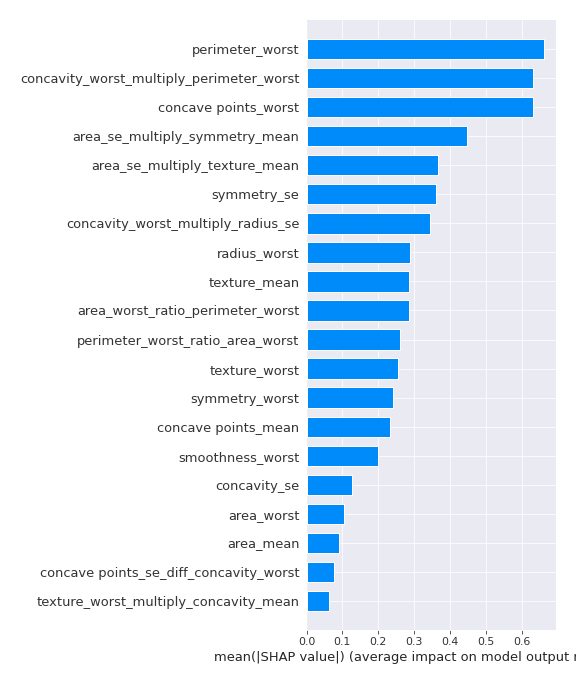 perimeter_worst
concavity_worst_multiply_perimeter_worst
concave points_worst
area_se_multiply_symmetry_mean
area_se_multiply_texture_mean
symmetry_se
concavity_worst_multiply_radius_se
radius_worst
texture_mean
area_worst_ratio_perimeter_worst
perimeter_worst_ratio_area_worst
texture_worst
symmetry_worst
concave points_mean
smoothness_worst
concavity_se
area_worst
area_mean
concave points_se_diff_concavity_worst
texture_worst_multiply_concavity_mean
0.0 0.1 0.2 0.3 0.4 0.5 0.6
mean(|SHAP value|) (average impact on model output